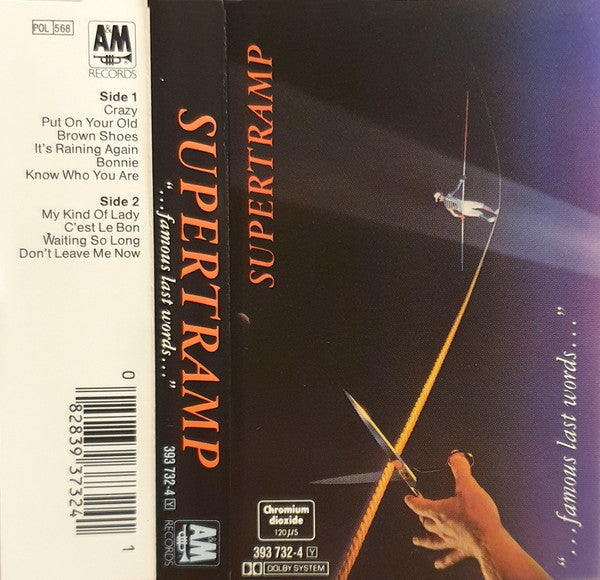 POL 568
A&M
RECORDS
Side 1
Crazy
Put On Your Old
Brown Shoes
It's Raining Again
Bonnie
Know Who You Are
Side 2
My Kind Of Lady
C'est Le Bon
Waiting So Long
Don't Leave Me Now
0 82839 37324 1
SUPERTRAMP
“...famous last words...”
393 732-4 Y
A&M
RECORDS
SUPERTRAMP
“...famous last words...”
Chromium
dioxide
120 µS
393 732-4 Y
DOLBY SYSTEM